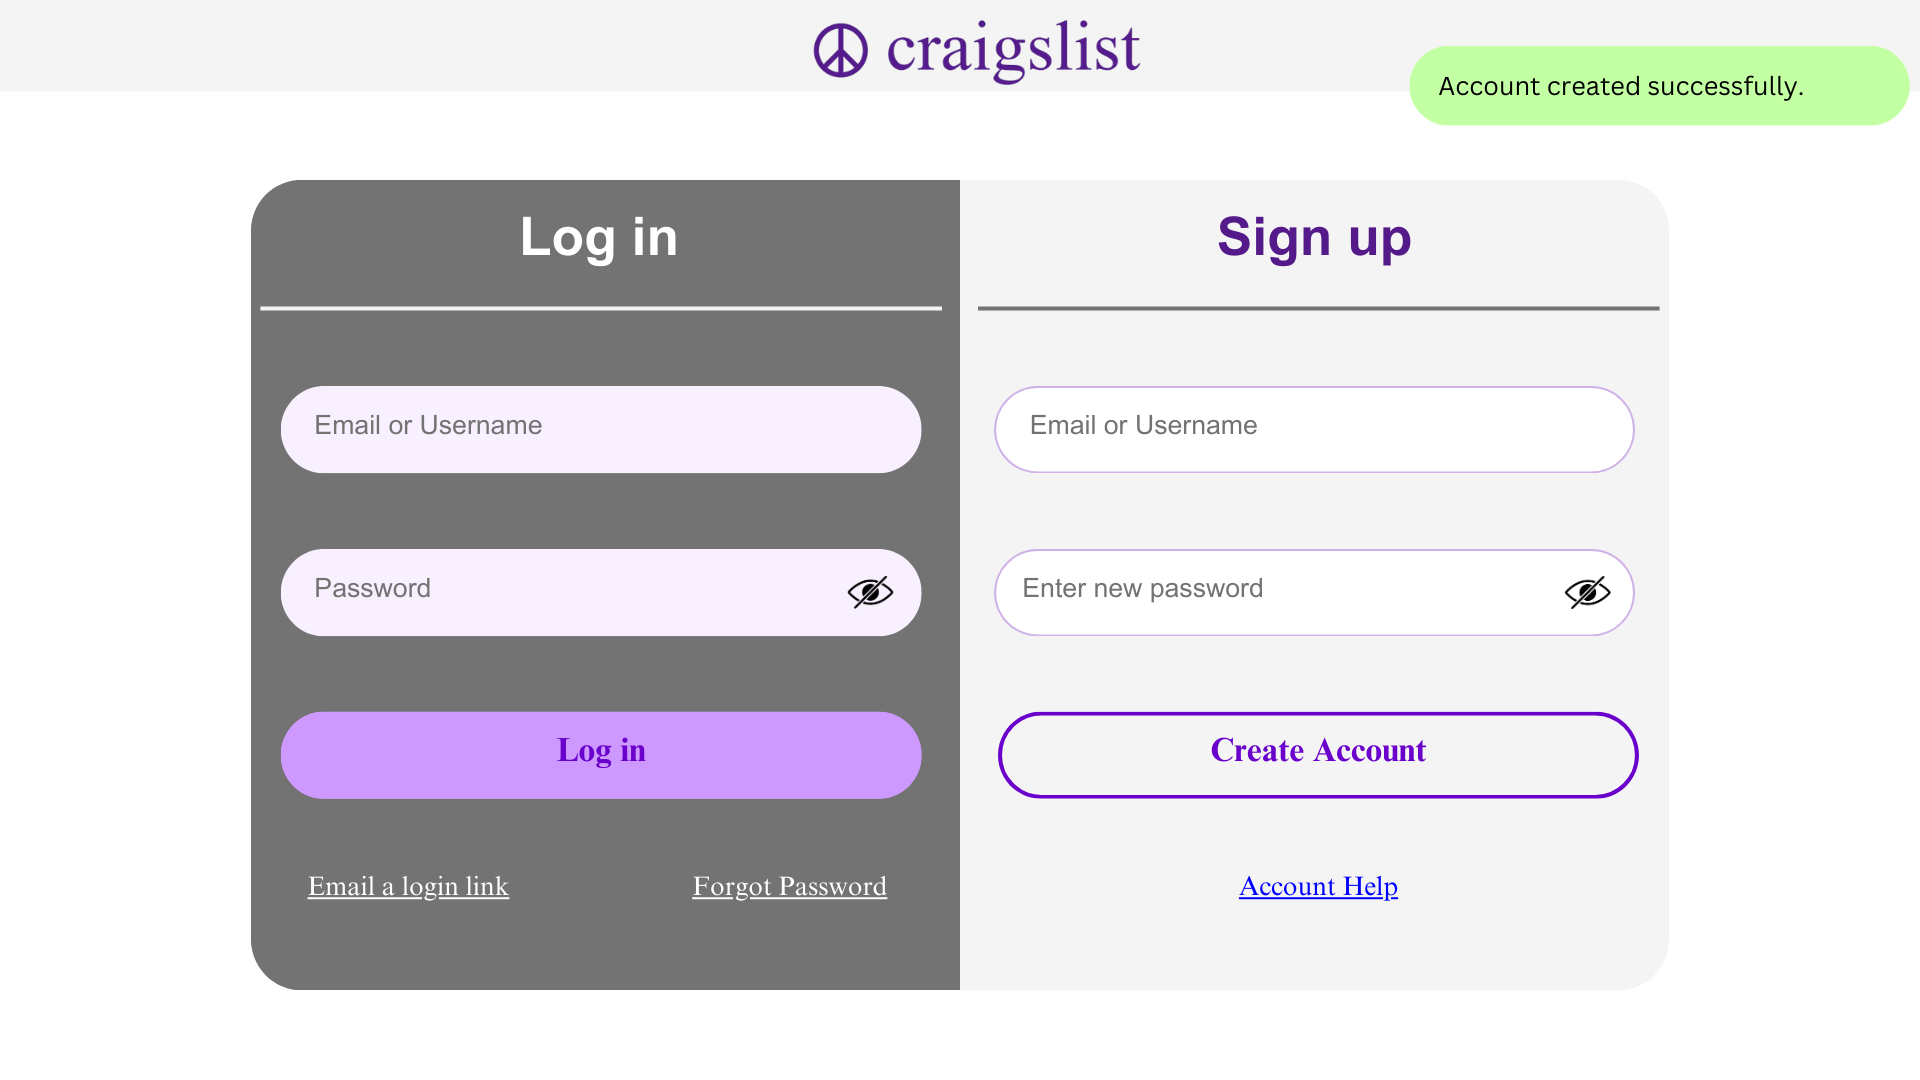 craigslist
Account created successfully.
Log in
Email or Username
Password
Log in
Email a login link
Forgot Password
Sign up
Email or Username
Enter new password
Create Account
Account Help